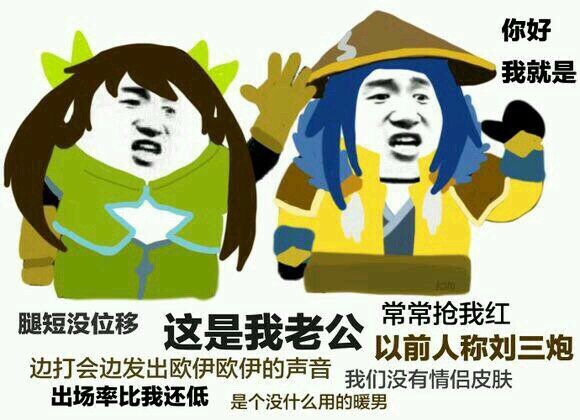 你好
我就是
腿短没位移
这是我老公
常常抢我红
边打会边发出欧伊欧伊的声音
以前人称刘三炮
出场率比我还低
是个没什么用的暖男
我们没有情侣皮肤